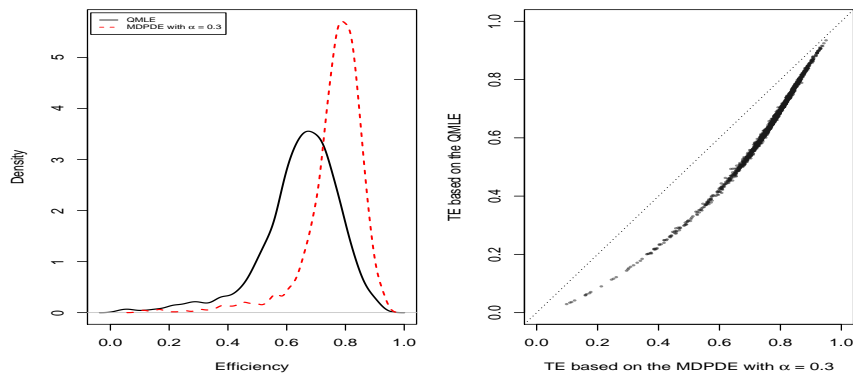 QMLE
MDPDE with α = 0.3
Density
0 1 2 3 4 5
0.0 0.2 0.4 0.6 0.8 1.0
Efficiency
TE based on the QMLE
0.0 0.2 0.4 0.6 0.8 1.0
0.0 0.2 0.4 0.6 0.8 1.0
TE based on the MDPDE with α = 0.3